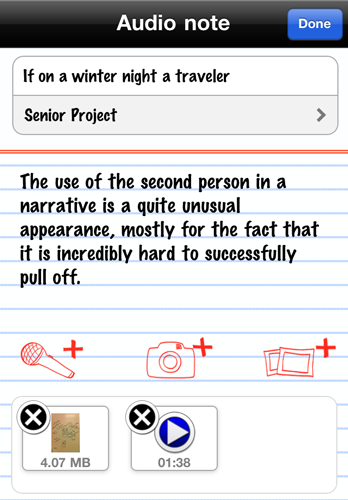 Audio note
Done
If on a winter night a traveler
Senior Project
The use of the second person in a
narrative is a quite unusual
appearance, mostly for the fact that
it is incredibly hard to successfully
pull off.
4.07 MB
01:38